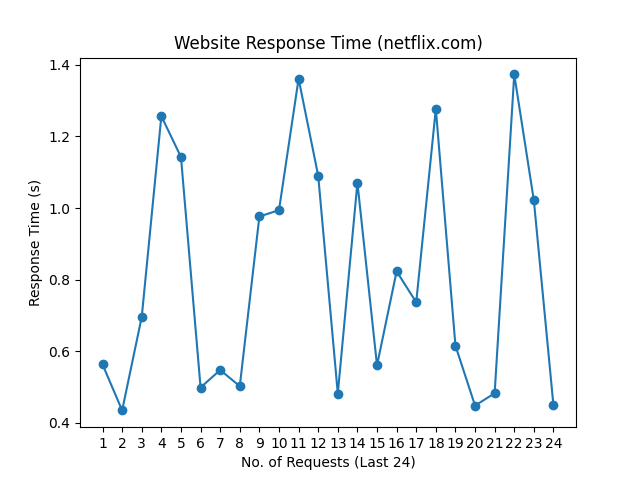 Website Response Time (netflix.com)
1.4
1.2
1.0
0.8
0.6
0.4
Response Time (s)
1 2 3 4 5 6 7 8 9 10 11 12 13 14 15 16 17 18 19 20 21 22 23 24
No. of Requests (Last 24)